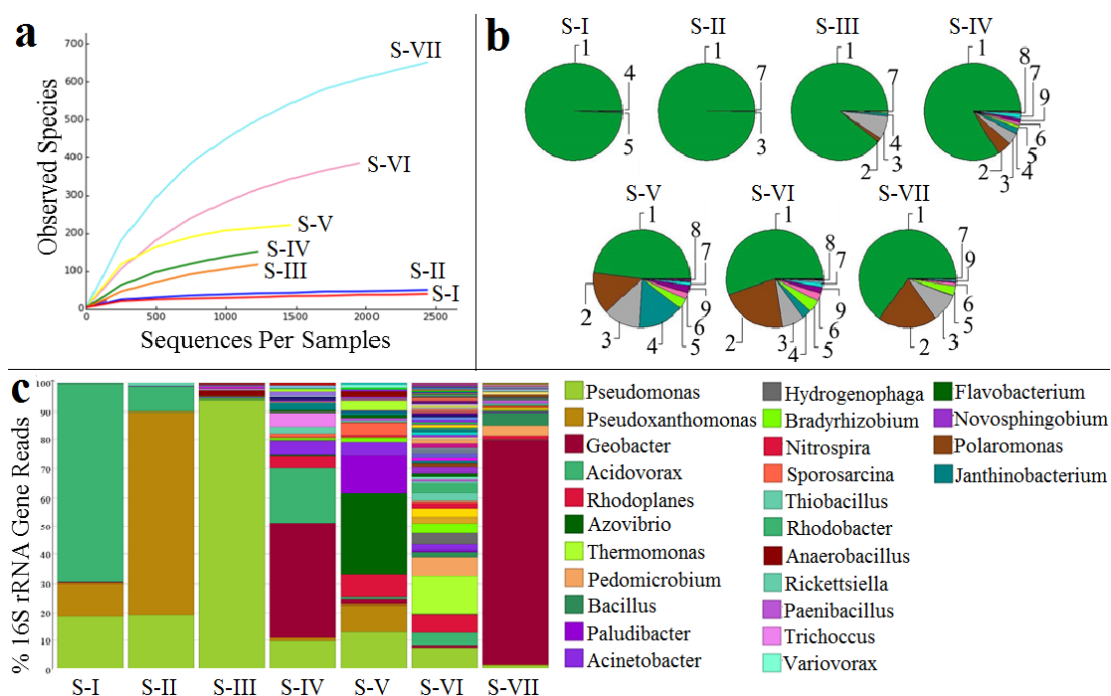 a
Observed Species
700
600
500
400
300
200
100
0
0
500
1000
1500
2000
2500
Sequences Per Samples
S-VII
S-VI
S-V
S-IV
S-III
S-II
S-I
b
S-I
1
4
5
S-II
1
7
3
S-III
1
7
4
3
2
S-IV
1
8
7
9
6
5
4
3
2
S-V
1
8
7
9
6
5
4
3
2
S-VI
1
8
7
9
6
5
4
3
2
S-VII
1
7
9
5
3
2
c
% 16S rRNA Gene Reads
100
90
80
70
60
50
40
30
20
10
0
S-I S-II S-III S-IV S-V S-VI S-VII
Pseudomonas
Pseudoxanthomonas
Geobacter
Acidovorax
Rhodoplanes
Azovibrio
Thermomonas
Pedomicrobium
Bacillus
Paludibacter
Acinetobacter
Hydrogenophaga
Bradyrhizobium
Nitrospira
Sporosarcina
Thiobacillus
Rhodobacter
Anaerobacillus
Rickettsiella
Paenibacillus
Trichoccus
Variovorax
Flavobacterium
Novosphingobium
Polaromonas
Janthinobacterium